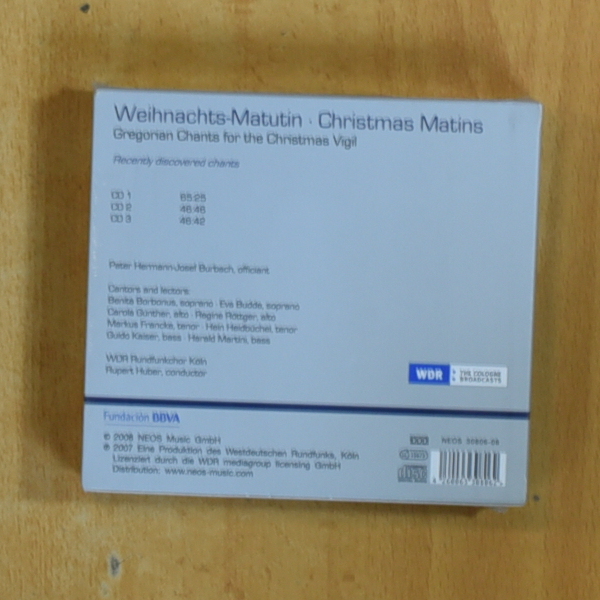 Weihnachts-Matutin · Christmas Matins
Gregorian Chants for the Christmas Vigil
Recently discovered chants
CD 1 65:25
CD 2 46:46
CD 3 46:42
Peter Hermann-Josef Burbach, officiant
Cantors and lectors:
Benita Borbonus, soprano · Eva Budde, soprano
Carola Günther, alto · Regine Röttger, alto
Markus Francke, tenor · Hein Heidbüchel, tenor
Guido Kaiser, bass · Harald Martini, bass
WDR Rundfunkchor Köln
Rupert Huber, conductor
WDR THE COLOGNE
BROADCASTS
Fundación BBVA
© 2008 NEOS Music GmbH
℗ 2007 Eine Produktion des Westdeutschen Rundfunks, Köln
Lizenziert durch die WDR mediagroup licensing GmbH
Distribution: www.neos-music.com
NEOS